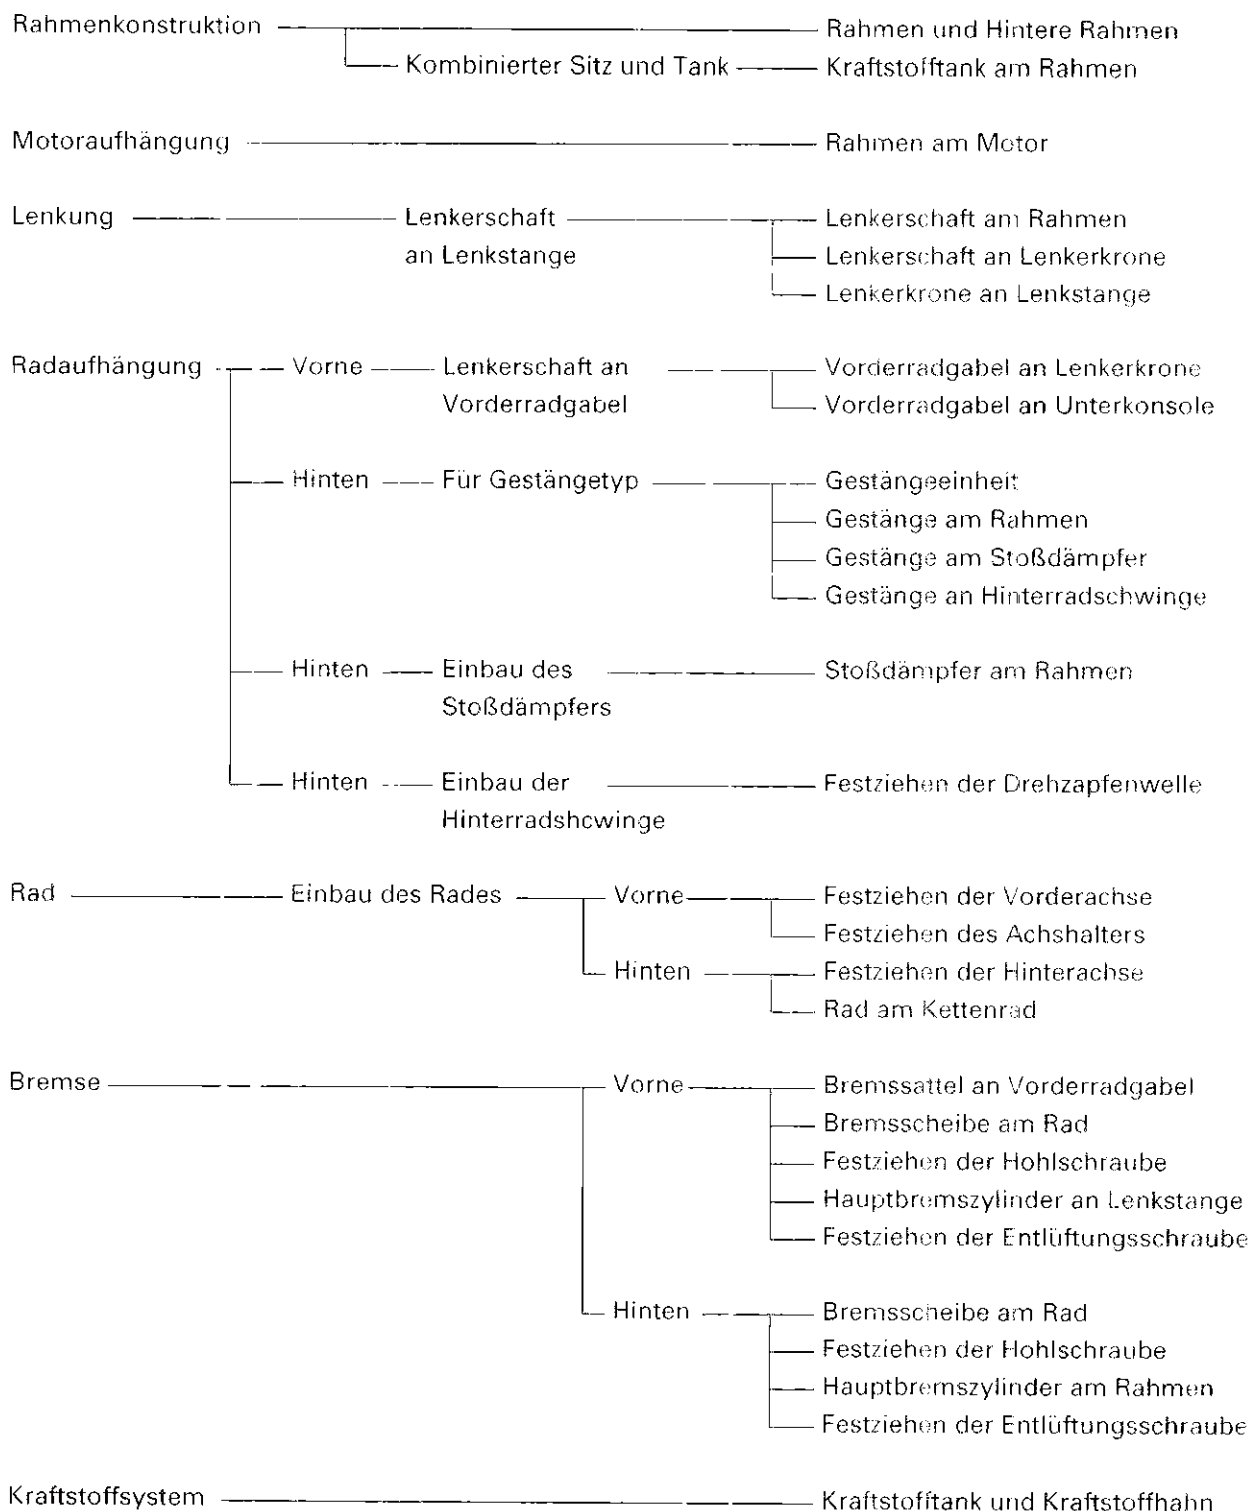 Rahmenkonstruktion Rahmen und Hintere Rahmen
Kombinierter Sitz und Tank Kraftstofftank am Rahmen
Motoraufhängung Rahmen am Motor
Lenkung Lenkerschaft Lenkerschaft am Rahmen
an Lenkstange Lenkerschaft an Lenkerkrone
Lenkerkrone an Lenkstange
Radaufhängung Vorne Lenkerschaft an Vorderradgabel an Lenkerkrone
Vorderradgabel Vorderradgabel an Unterkonsole
Hinten Für Gestängetyp Gestängeeinheit
Gestänge am Rahmen
Gestänge am Stoßdämpfer
Gestänge an Hinterradschwinge
Hinten Einbau des Stoßdämpfer am Rahmen
Stoßdämpfers
Hinten Einbau der Festziehen der Drehzapfenwelle
Hinterradshcwinge
Rad Einbau des Rades Vorne Festziehen der Vorderachse
Festziehen des Achshalters
Hinten Festziehen der Hinterachse
Rad am Kettenrad
Bremse Vorne Bremssattel an Vorderradgabel
Bremsscheibe am Rad
Festziehen der Hohlschraube
Hauptbremszylinder an Lenkstange
Festziehen der Entlüftungsschraube
Hinten Bremsscheibe am Rad
Festziehen der Hohlschraube
Hauptbremszylinder am Rahmen
Festziehen der Entlüftungsschraube
Kraftstoffsystem Kraftstofftank und Kraftstoffhahn